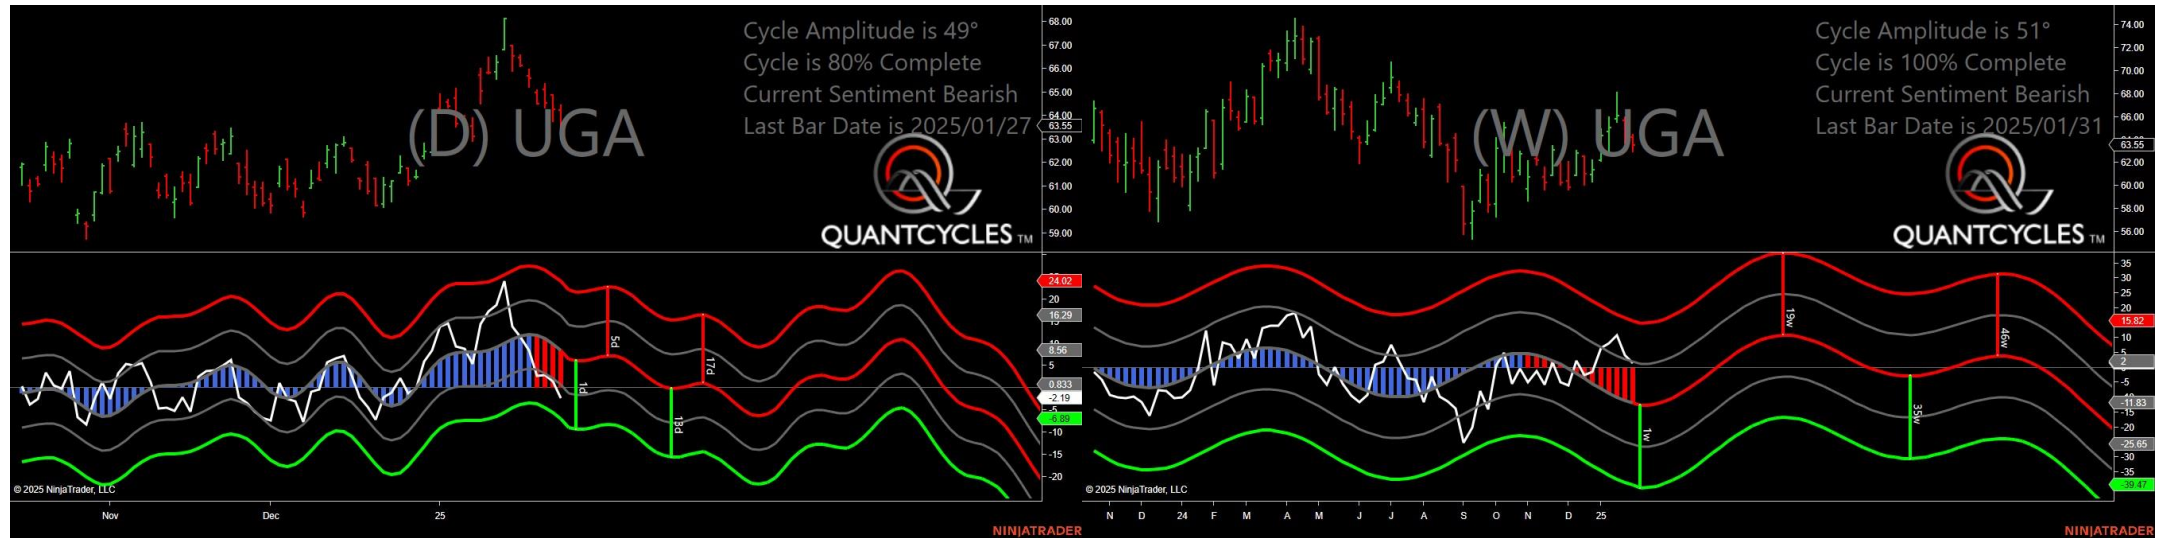 Cycle Amplitude is 49°
Cycle is 80% Complete
Current Sentiment Bearish
Last Bar Date is 2025/01/27
(D) UGA
QUANTCYCLES TM
68.00
67.00
66.00
65.00
64.00
63.55
63.00
62.00
61.00
60.00
59.00
24.02
20
16.29
8.56
5
0.833
-2.19
-6.89
-10
-15
-20
5d
17d
1d
13d
© 2025 NinjaTrader, LLC
Nov Dec 25
NINJATRADER
Cycle Amplitude is 51°
Cycle is 100% Complete
Current Sentiment Bearish
Last Bar Date is 2025/01/31
(W) UGA
QUANTCYCLES TM
74.00
72.00
70.00
68.00
66.00
63.55
62.00
60.00
58.00
56.00
35
30
25
20
15.82
10
5
2
-5
-11.83
-15
-20
-25.65
-30
-35
-39.47
19w
46w
1w
35w
© 2025 NinjaTrader, LLC
N D 24 F M A M J J A S O N D 25
NINJATRADER